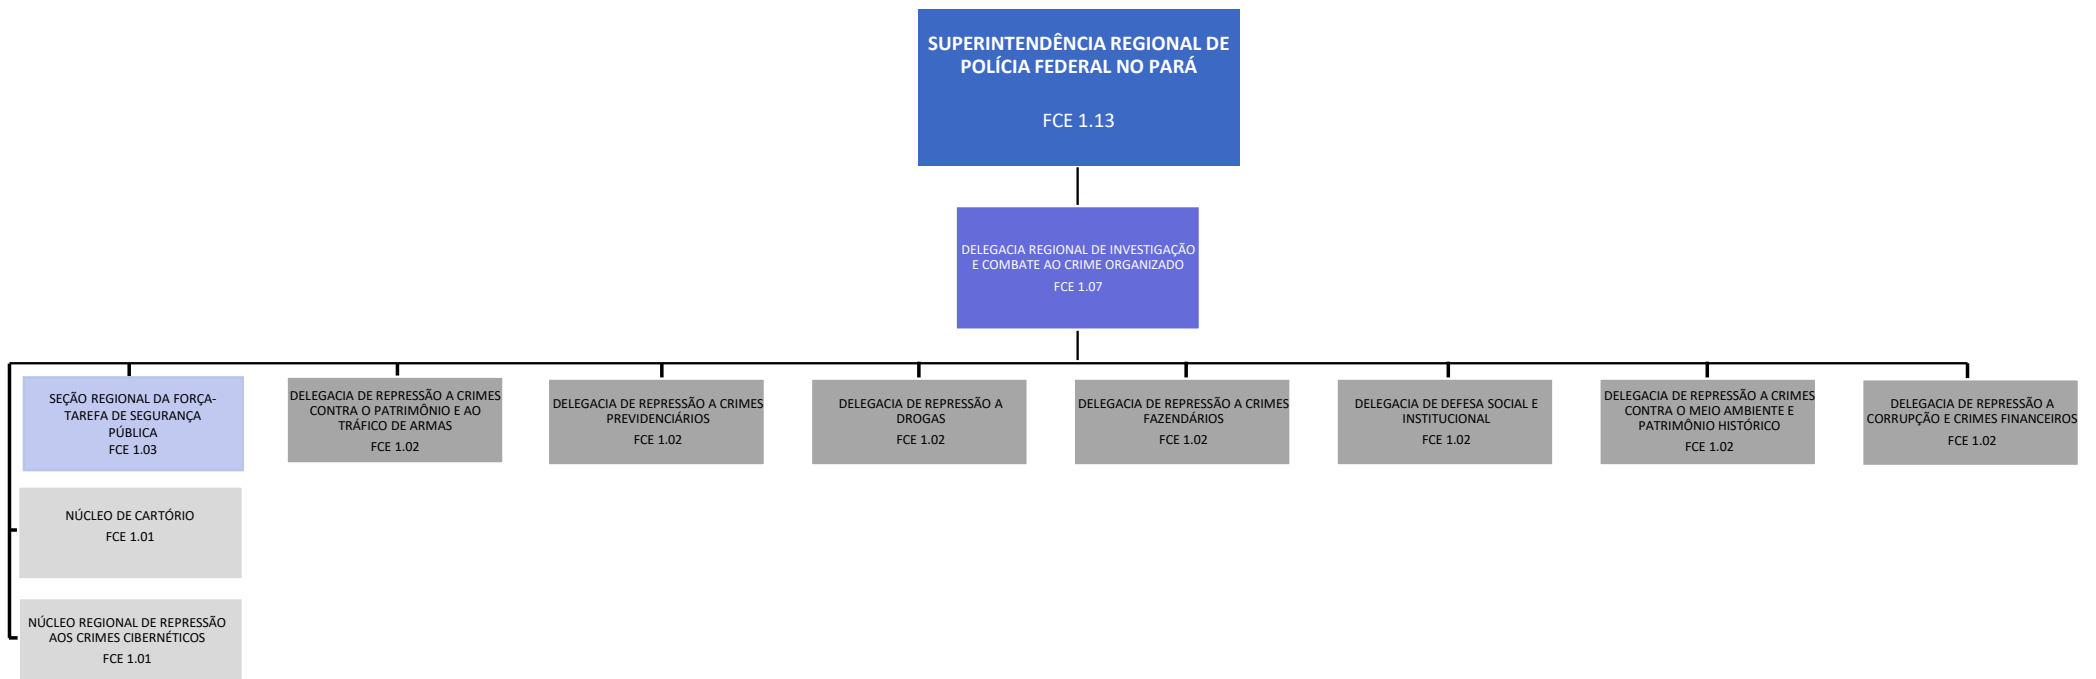 SUPERINTENDÊNCIA REGIONAL DE
POLÍCIA FEDERAL NO PARÁ
FCE 1.13
DELEGACIA REGIONAL DE INVESTIGAÇÃO
E COMBATE AO CRIME ORGANIZADO
FCE 1.07
SEÇÃO REGIONAL DA FORÇA-
TAREFA DE SEGURANÇA
PÚBLICA
FCE 1.03
DELEGACIA DE REPRESSÃO A CRIMES
CONTRA O PATRIMÔNIO E AO
TRÁFICO DE ARMAS
FCE 1.02
DELEGACIA DE REPRESSÃO A CRIMES
PREVIDENCIÁRIOS
FCE 1.02
DELEGACIA DE REPRESSÃO A
DROGAS
FCE 1.02
DELEGACIA DE REPRESSÃO A CRIMES
FAZENDÁRIOS
FCE 1.02
DELEGACIA DE DEFESA SOCIAL E
INSTITUCIONAL
FCE 1.02
DELEGACIA DE REPRESSÃO A CRIMES
CONTRA O MEIO AMBIENTE E
PATRIMÔNIO HISTÓRICO
FCE 1.02
DELEGACIA DE REPRESSÃO A
CORRUPÇÃO E CRIMES FINANCEIROS
FCE 1.02
NÚCLEO DE CARTÓRIO
FCE 1.01
NÚCLEO REGIONAL DE REPRESSÃO
AOS CRIMES CIBERNÉTICOS
FCE 1.01